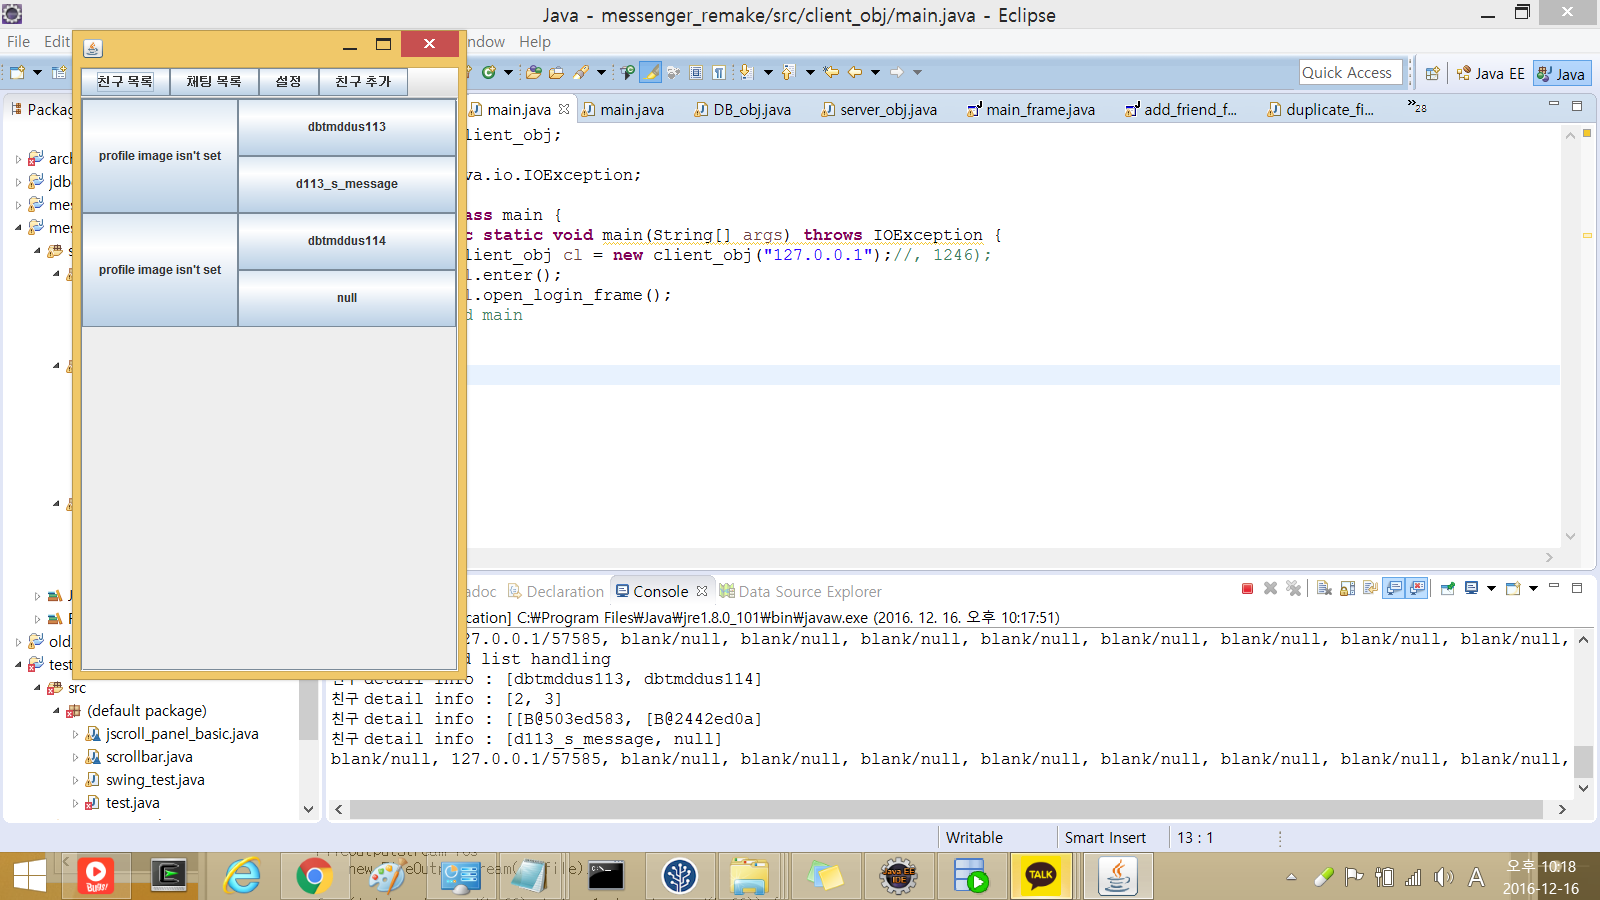 Java - messenger_remake/src/client_obj/main.java - Eclipse
File Edit ndow Help
Quick Access Java EE Java
친구 목록 채팅 목록 설정 친구 추가
profile image isn't set
dbtmddus113
d113_s_message
profile image isn't set
dbtmddus114
null
Packag
arc
jdb
me
me
s
J
old
test
src
(default package)
jscroll_panel_basic.java
scrollbar.java
swing_test.java
test.java
main.java main.java DB_obj.java server_obj.java main_frame.java add_friend_f... duplicate_fi... »28
lient_obj;
va.io.IOException;
ass main {
c static void main(String[] args) throws IOException {
lient_obj cl = new client_obj("127.0.0.1");//, 1246);
l.enter();
l.open_login_frame();
d main
adoc Declaration Console Data Source Explorer
cation] C:₩Program Files₩Java₩jre1.8.0_101₩bin₩javaw.exe (2016. 12. 16. 오후 10:17:51)
27.0.0.1/57585, blank/null, blank/null, blank/null, blank/null, blank/null, blank/null, blank/null, blank/null,
d list handling
친구 detail info : [dbtmddus113, dbtmddus114]
친구 detail info : [2, 3]
친구 detail info : [[B@503ed583, [B@2442ed0a]
친구 detail info : [d113_s_message, null]
blank/null, 127.0.0.1/57585, blank/null, blank/null, blank/null, blank/null, blank/null, blank/null, blank/null, blank/null,
Writable Smart Insert 13 : 1
TALK
A
오후 10:18
2016-12-16